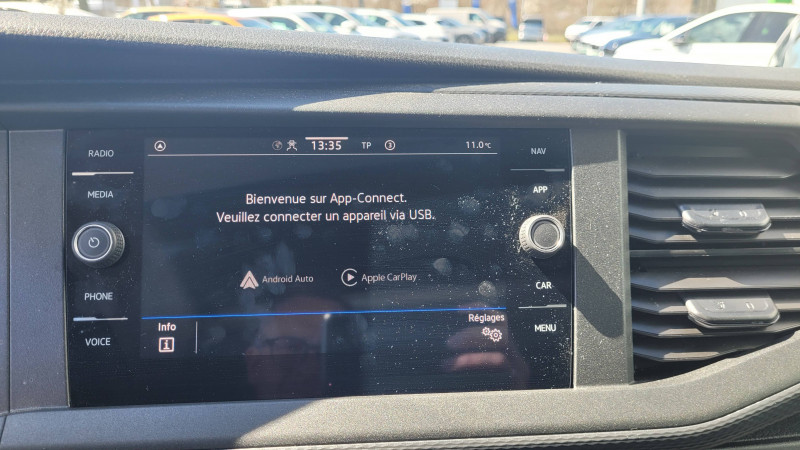 RADIO
MEDIA
PHONE
VOICE
13:35 TP 3 11.0°C
Bienvenue sur App-Connect.
Veuillez connecter un appareil via USB.
Android Auto Apple CarPlay
Info
Réglages
NAV
APP
CAR
MENU